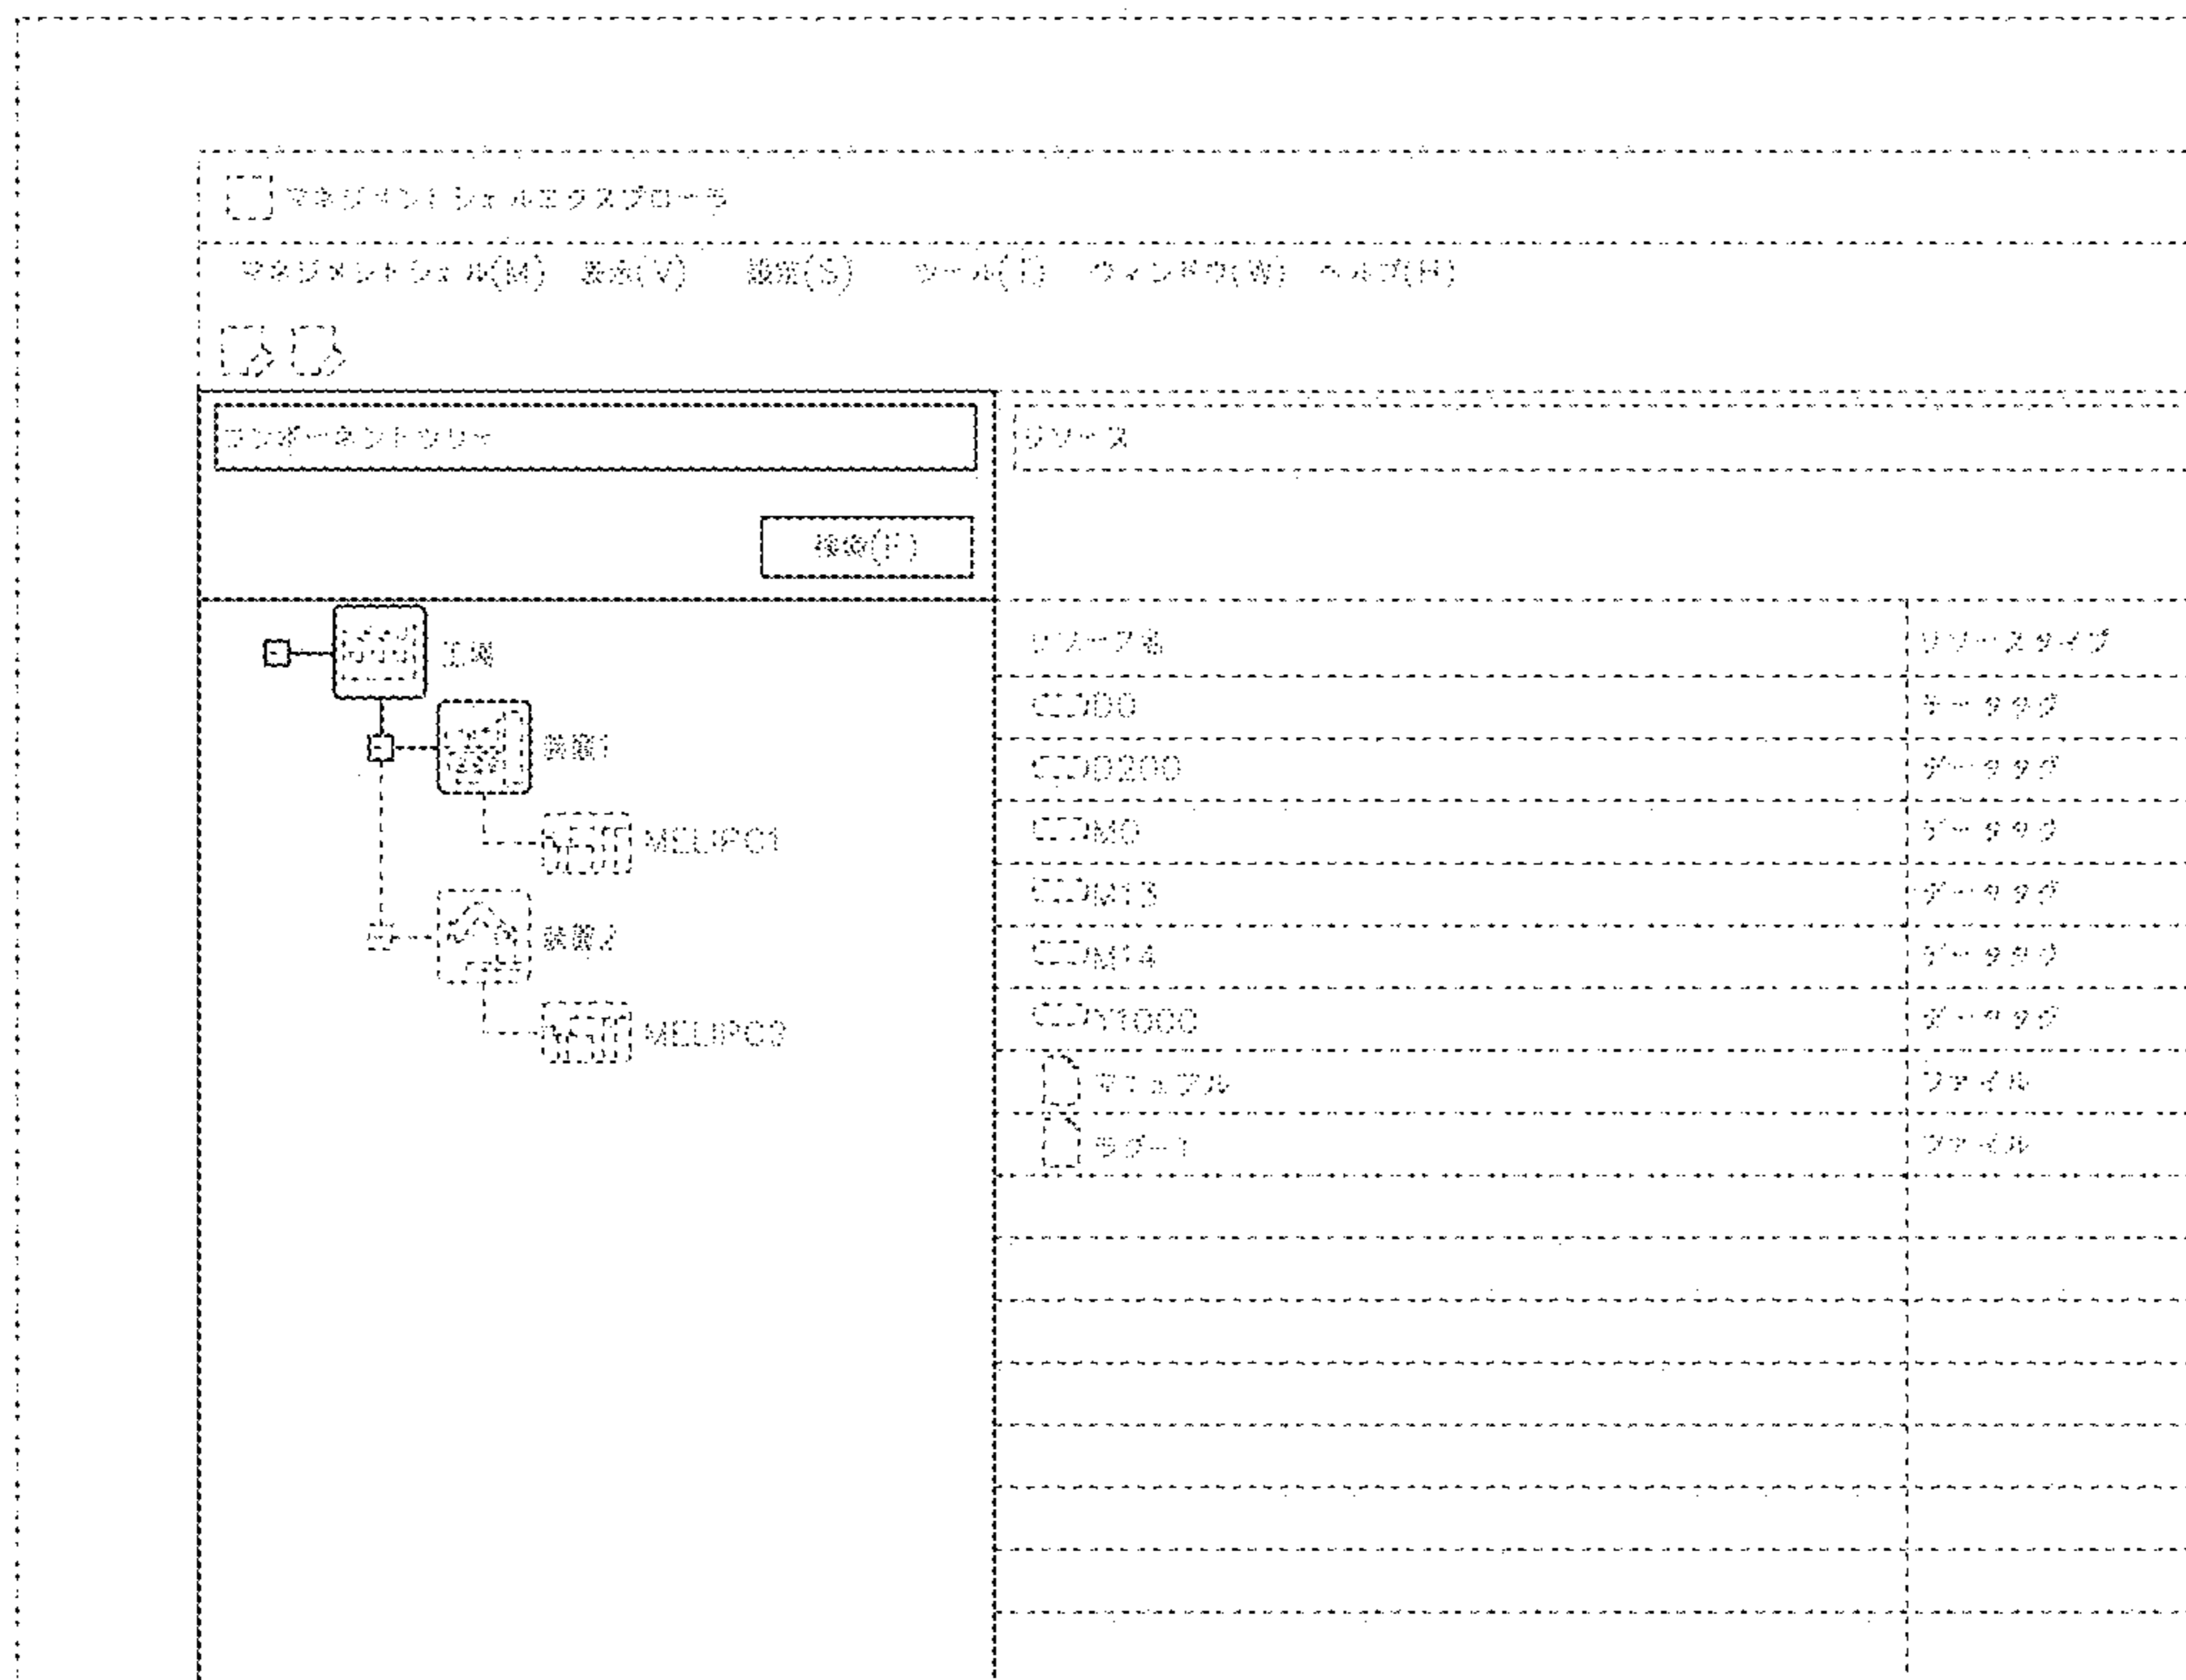 マネジメントシェルエクスプローラ
マネジメントシェル(M) 表示(V) 設定(S) ツール(T) ウィンドウ(W) ヘルプ(H)
コンポーネントツリー
検索(F)
工場
装置1
MELIPC1
装置2
MELIPC2
リソース
リソース名 リソースタイプ
D0 データタグ
D200 データタグ
M0 データタグ
M13 データタグ
M14 データタグ
Y1000 データタグ
マニュアル ファイル
ファイル